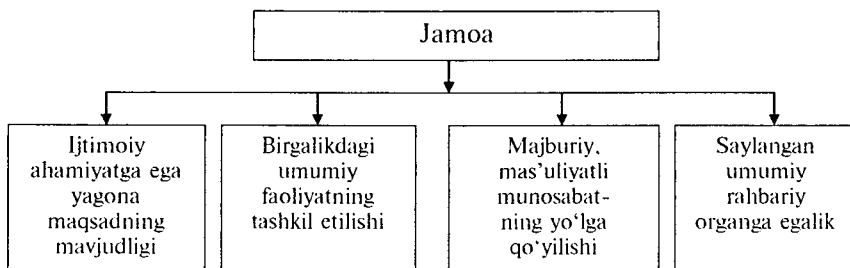 Jamoa
Ijtimoiy
ahamiyatga ega
yagona
maqsadning
mavjudligi
Birgalikdagi
umumiy
faoliyatning
tashkil etilishi
Majburiy,
mas'uliyatli
munosabat-
ning yo‘lga
qo‘yilishi
Saylangan
umumiy
rahbariy
organga egalik